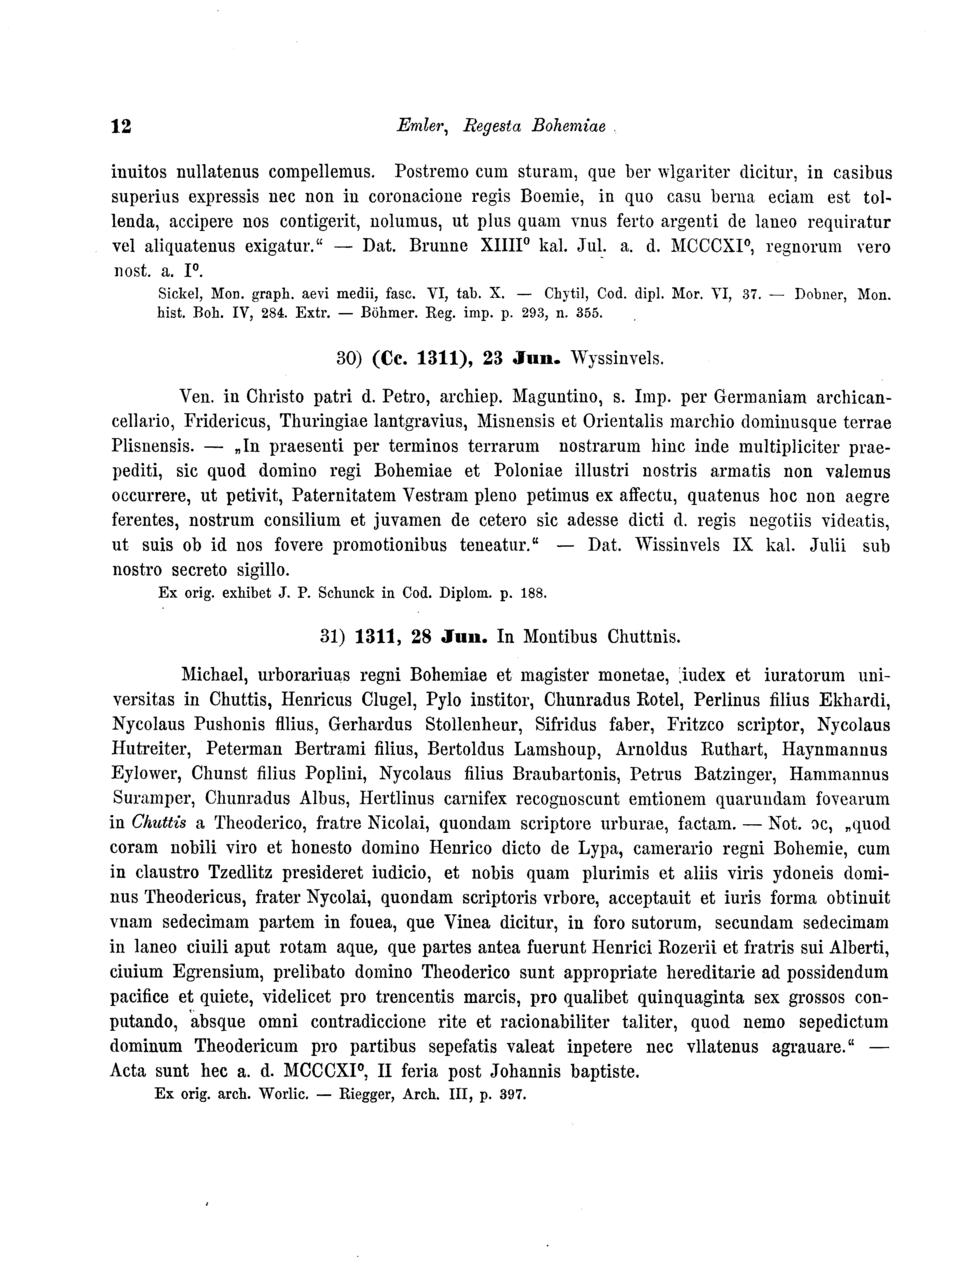 12 Emler, Regesta Bohemiae
inuitos nullatenus compellemus. Postremo cum sturam, que ber wlgariter dicitur, in casibus
superius expressis nec non in coronacione regis Boemie, in quo casu berna eciam est tol-
lenda, accipere nos contigerit, nolumus, ut plus quam vnus ferto argenti de laneo requiratur
vel aliquatenus exigatur.“ — Dat. Brunne XIIII⁰ kal. Jul. a. d. MCCCXI⁰, regnorum vero
nost. a. I⁰.
Sickel, Mon. graph. aevi medii, fasc. VI, tab. X. — Chytil, Cod. dipl. Mor. VI, 37. — Dobner, Mon.
hist. Boh. IV, 284. Extr. — Böhmer. Reg. imp. p. 293, n. 355.
30) (Cc. 1311), 23 Jun. Wyssinvels.
Ven. in Christo patri d. Petro, archiep. Maguntino, s. Imp. per Germaniam archican-
cellario, Fridericus, Thuringiae lantgravius, Misnensis et Orientalis marchio dominusque terrae
Plisnensis. — „In praesenti per terminos terrarum nostrarum hinc inde multipliciter prae-
pediti, sic quod domino regi Bohemiae et Poloniae illustri nostris armatis non valemus
occurrere, ut petivit, Paternitatem Vestram pleno petimus ex affectu, quatenus hoc non aegre
ferentes, nostrum consilium et juvamen de cetero sic adesse dicti d. regis negotiis videatis,
ut suis ob id nos fovere promotionibus teneatur.“ — Dat. Wissinvels IX kal. Julii sub
nostro secreto sigillo.
Ex orig. exhibet J. P. Schunck in Cod. Diplom. p. 188.
31) 1311, 28 Jun. In Montibus Chuttnis.
Michael, urborariuas regni Bohemiae et magister monetae, iudex et iuratorum uni-
versitas in Chuttis, Henricus Clugel, Pylo institor, Chunradus Rotel, Perlinus filius Ekhardi,
Nycolaus Pushonis filius, Gerhardus Stollenheur, Sifridus faber, Fritzco scriptor, Nycolaus
Hutreiter, Peterman Bertrami filius, Bertoldus Lamshoup, Arnoldus Ruthart, Haynmannus
Eylower, Chunst filius Poplini, Nycolaus filius Braubartonis, Petrus Batzinger, Hammannus
Suramper, Chunradus Albus, Hertlinus carnifex recognoscunt emtionem quarundam fovearum
in Chuttis a Theoderico, fratre Nicolai, quondam scriptore urburae, factam. — Not. ɔc, „quod
coram nobili viro et honesto domino Henrico dicto de Lypa, camerario regni Bohemie, cum
in claustro Tzedlitz presideret iudicio, et nobis quam plurimis et aliis viris ydoneis domi-
nus Theodericus, frater Nycolai, quondam scriptoris vrbore, acceptauit et iuris forma obtinuit
vnam sedecimam partem in fouea, que Vinea dicitur, in foro sutorum, secundam sedecimam
in laneo ciuili aput rotam aque, que partes antea fuerunt Henrici Rozerii et fratris sui Alberti,
ciuium Egrensium, prelibato domino Theoderico sunt appropriate hereditarie ad possidendum
pacifice et quiete, videlicet pro trencentis marcis, pro qualibet quinquaginta sex grossos con-
putando, absque omni contradiccione rite et racionabiliter taliter, quod nemo sepedictum
dominum Theodericum pro partibus sepefatis valeat inpetere nec vllatenus agrauare.“ —
Acta sunt hec a. d. MCCCXI⁰, II feria post Johannis baptiste.
Ex orig. arch. Worlic. — Riegger, Arch. III, p. 397.